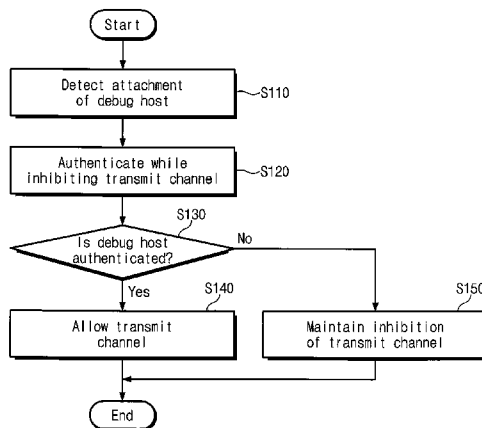 Start
Detect attachment
of debug host
S110
Authenticate while
inhibiting transmit channel
S120
S130
Is debug host
authenticated?
No
Yes
S140
S150
Allow transmit
channel
Maintain inhibition
of transmit channel
End